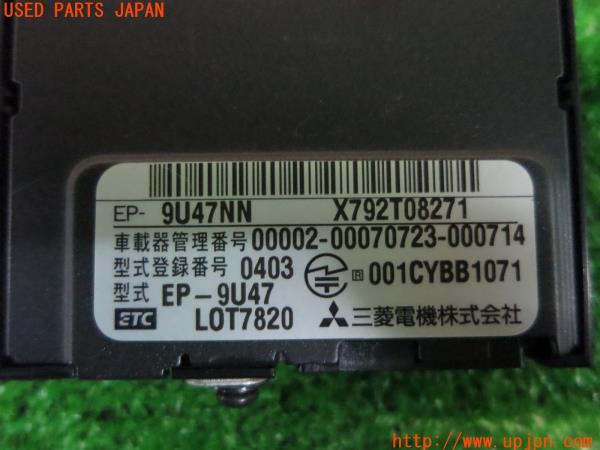 USED PARTS JAPAN
EP- 9U47NN X792T08271
車載器管理番号 00002-00070723-000714
型式登録番号 0403 R 001CYBB1071
型式 EP-9U47
ETC LOT7820 三菱電機株式会社
http://www.upjpn.com/